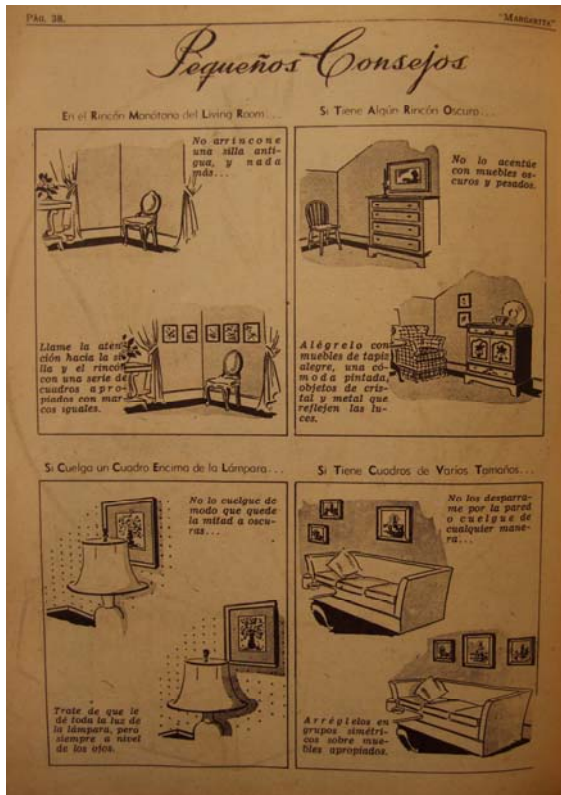 PÁG. 38.
"MARGARITA"
Pequeños Consejos
En el Rincón Monótono del Living Room...
No arrincone
una silla anti-
gua, y nada
más...
Llame la aten-
ción hacia la si-
lla y el rincón
con una serie de
cuadros apro-
piados con mar-
cos iguales.
Si Tiene Algún Rincón Oscuro...
No lo acentúe
con muebles os-
curos y pesados.
Alégrelo con
muebles de tapiz
alegre, una có-
moda pintada,
objetos de cris-
tal y metal que
reflejen las lu-
ces.
Si Cuelga un Cuadro Encima de la Lámpara...
No lo cuelgue de
modo que quede
la mitad a oscu-
ras...
Trate de que le
dé toda la luz de
la lámpara, pero
siempre a nivel
de los ojos.
Si Tiene Cuadros de Varios Tamaños...
No los desparra-
me por la pared
o cuelgue de
cualquier mane-
ra...
Arréglelos en
grupos simétri-
cos sobre mue-
bles apropiados.